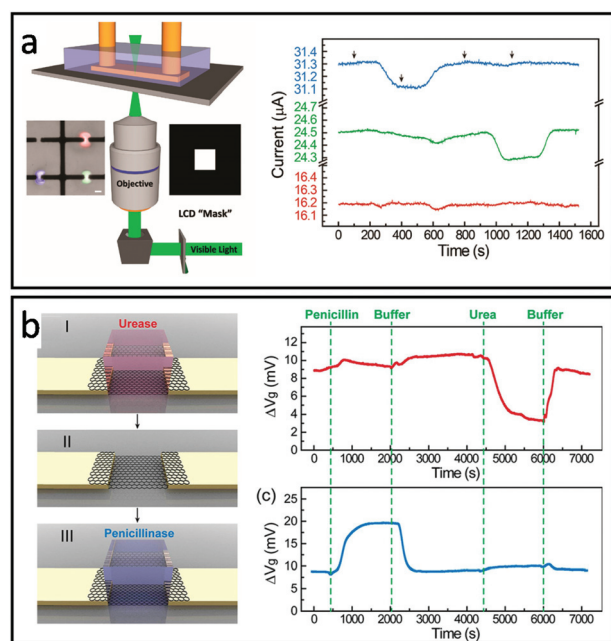 a
Objective
LCD "Mask"
Visible Light
Current (µA)
31.4
31.3
31.2
31.1
24.7
24.5
24.4
24.3
16.3
16.2
16.1
0 200 400 600 800 1000 1200 1400 1600
Time (s)
b
I
Urease
II
III
Penicillinase
Penicillin Buffer Urea Buffer
ΔVg (mV)
14
12
10
8
6
4
2
0
0 1000 2000 3000 4000 5000 6000 7000
Time (s)
(c)
ΔVg (mV)
25
20
15
10
5
0
0 1000 2000 3000 4000 5000 6000 7000
Time (s)